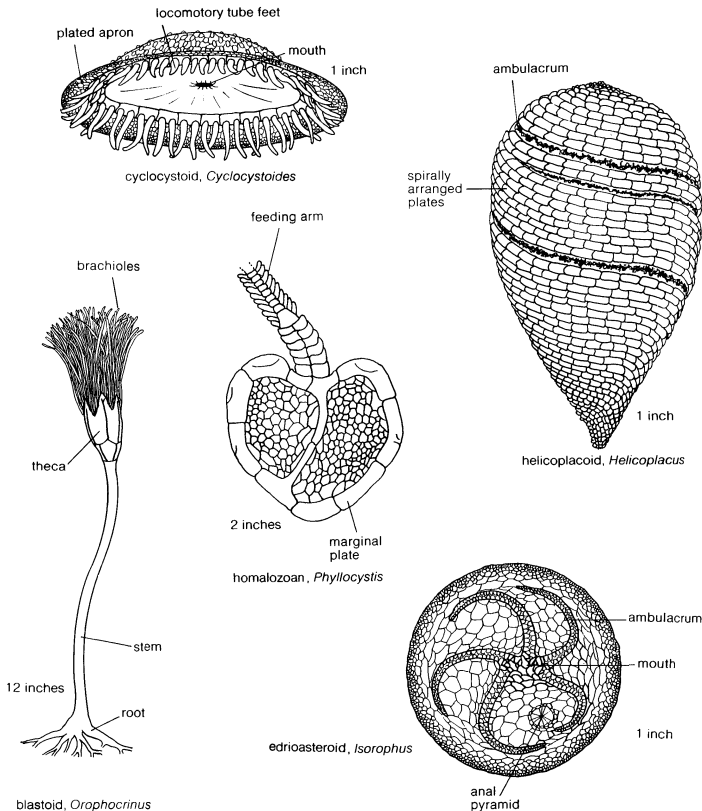 locomotory tube feet
plated apron
mouth
1 inch
cyclocystoid, Cyclocystoides
ambulacrum
spirally
arranged
plates
1 inch
helicoplacoid, Helicoplacus
feeding arm
2 inches
marginal
plate
homalozoan, Phyllocystis
brachioles
theca
stem
12 inches
root
blastoid, Orophocrinus
ambulacrum
mouth
1 inch
edrioasteroid, Isorophus
anal
pyramid